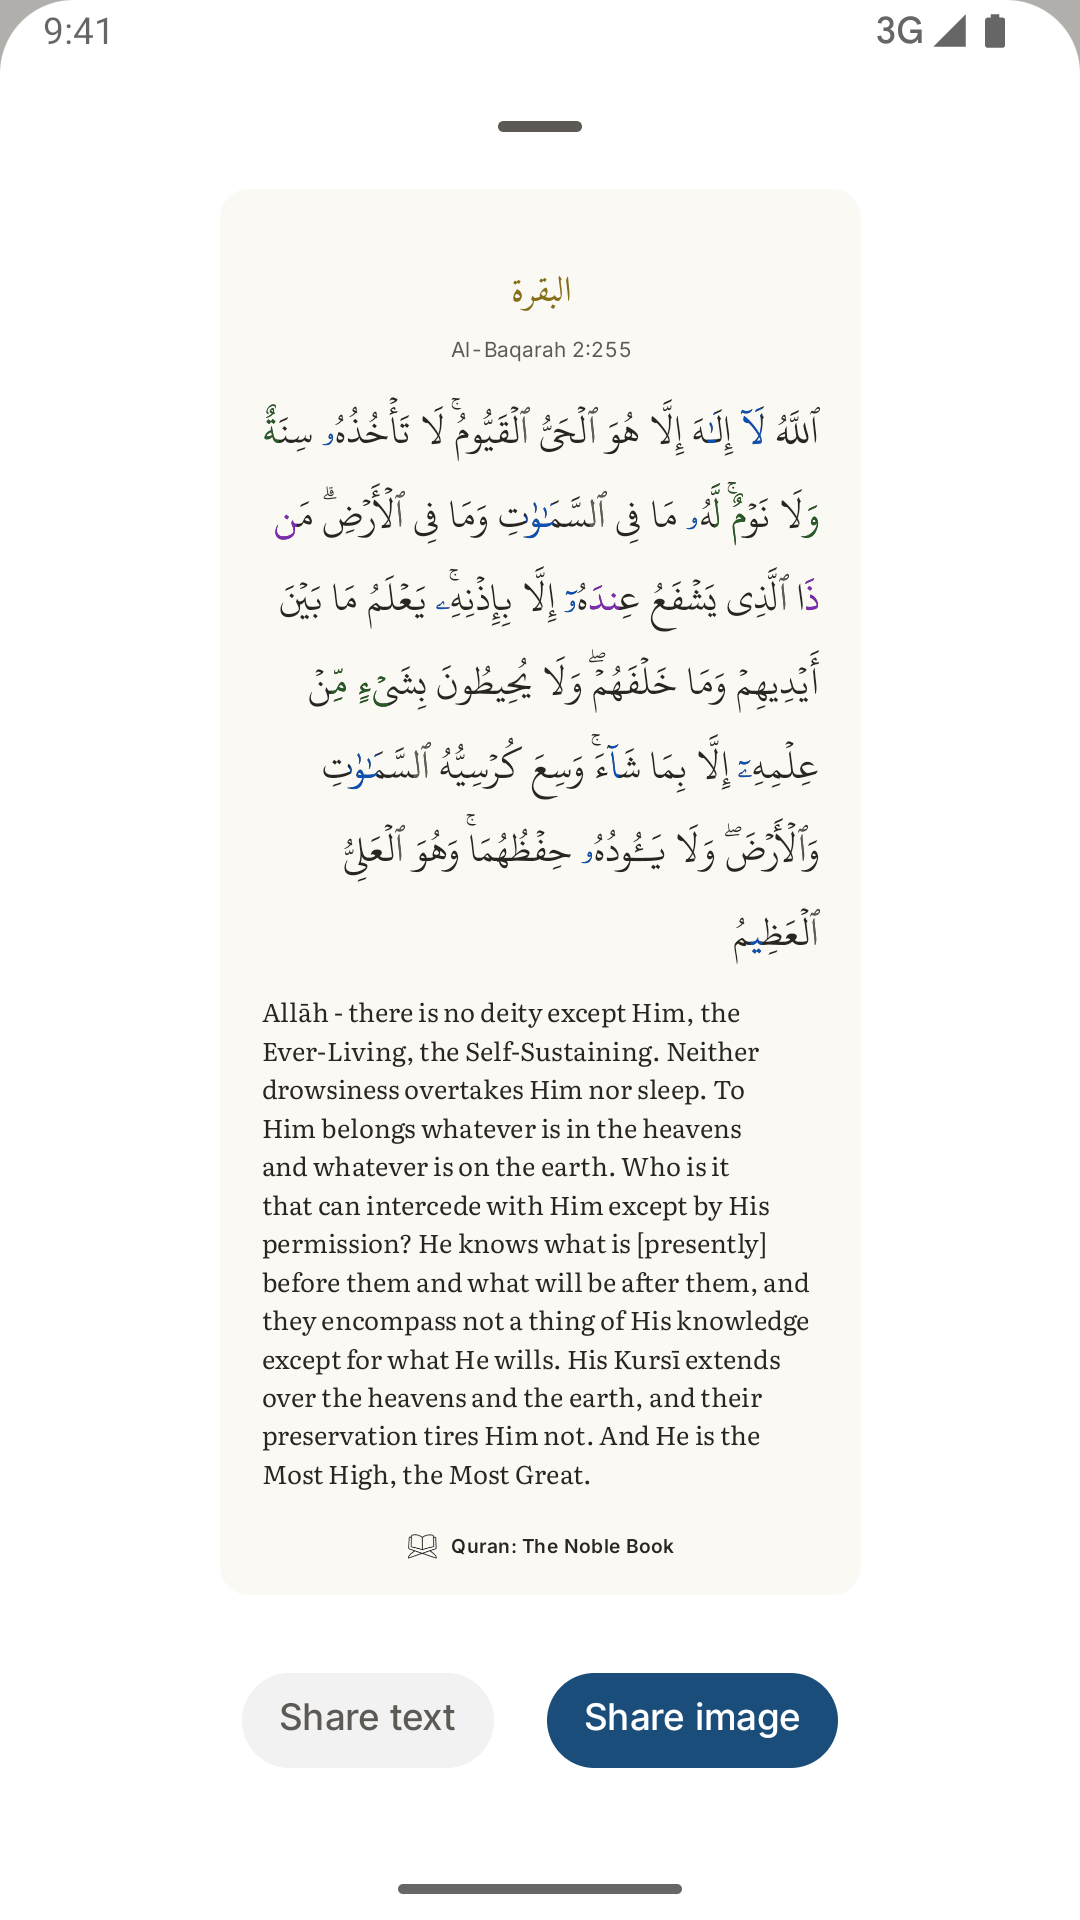 9:41
3G
البقرة
Al-Baqarah 2:255
ٱللَّهُ لَآ إِلَـٰهَ إِلَّا هُوَ ٱلْحَىُّ ٱلْقَيُّومُ ۚ لَا تَأْخُذُهُۥ سِنَةٌ
وَلَا نَوْمٌ ۚ لَّهُۥ مَا فِى ٱلسَّمَـٰوَٰتِ وَمَا فِى ٱلْأَرْضِ ۗ مَن
ذَا ٱلَّذِى يَشْفَعُ عِندَهُۥٓ إِلَّا بِإِذْنِهِۦ ۚ يَعْلَمُ مَا بَيْنَ
أَيْدِيهِمْ وَمَا خَلْفَهُمْ ۖ وَلَا يُحِيطُونَ بِشَىْءٍ مِّنْ
عِلْمِهِۦٓ إِلَّا بِمَا شَآءَ ۚ وَسِعَ كُرْسِيُّهُ ٱلسَّمَـٰوَٰتِ
وَٱلْأَرْضَ ۖ وَلَا يَـُٔودُهُۥ حِفْظُهُمَا ۚ وَهُوَ ٱلْعَلِىُّ
ٱلْعَظِيمُ
Allāh - there is no deity except Him, the
Ever-Living, the Self-Sustaining. Neither
drowsiness overtakes Him nor sleep. To
Him belongs whatever is in the heavens
and whatever is on the earth. Who is it
that can intercede with Him except by His
permission? He knows what is [presently]
before them and what will be after them, and
they encompass not a thing of His knowledge
except for what He wills. His Kursī extends
over the heavens and the earth, and their
preservation tires Him not. And He is the
Most High, the Most Great.
Quran: The Noble Book
Share text
Share image